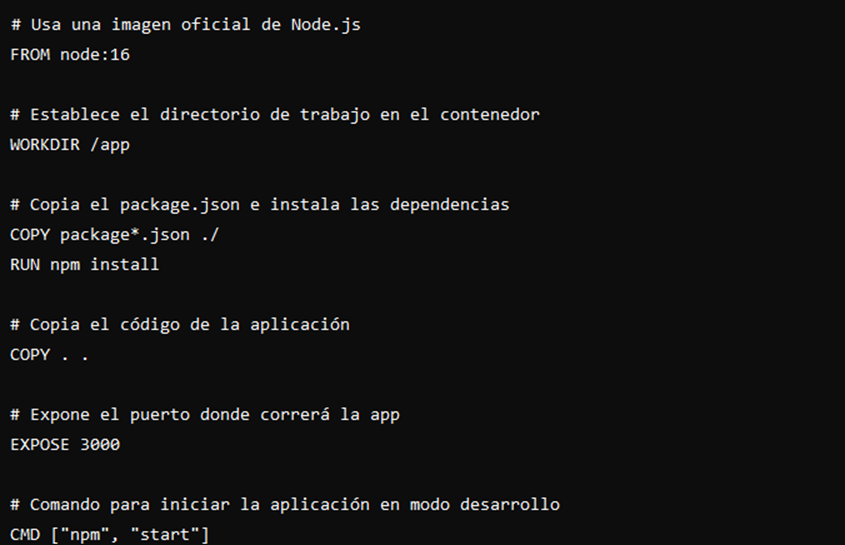 # Usa una imagen oficial de Node.js
FROM node:16
# Establece el directorio de trabajo en el contenedor
WORKDIR /app
# Copia el package.json e instala las dependencias
COPY package*.json ./
RUN npm install
# Copia el código de la aplicación
COPY . .
# Expone el puerto donde correrá la app
EXPOSE 3000
# Comando para iniciar la aplicación en modo desarrollo
CMD ["npm", "start"]